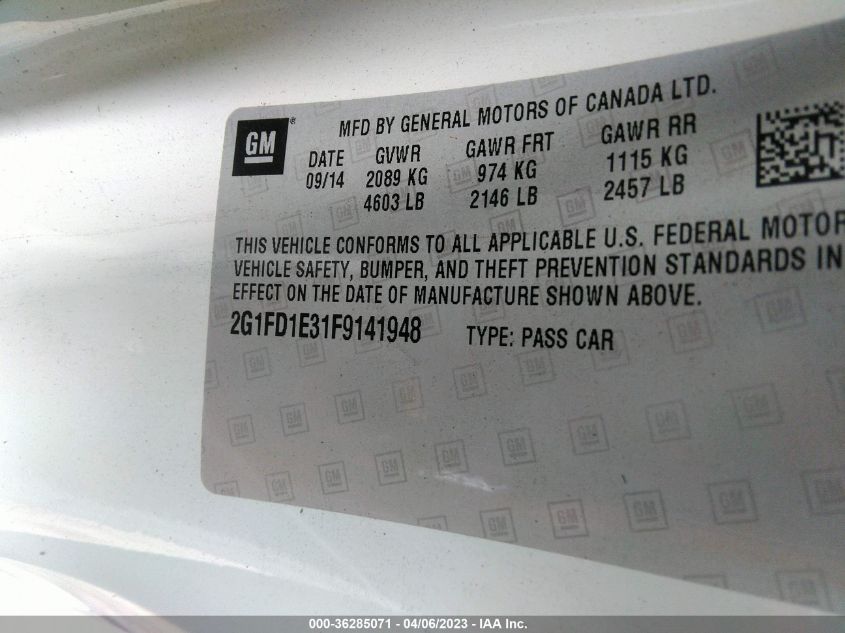 GM ®
MFD BY GENERAL MOTORS OF CANADA LTD.
DATE GVWR GAWR FRT GAWR RR
09/14 2089 KG 974 KG 1115 KG
4603 LB 2146 LB 2457 LB
THIS VEHICLE CONFORMS TO ALL APPLICABLE U.S. FEDERAL MOTOR
VEHICLE SAFETY, BUMPER, AND THEFT PREVENTION STANDARDS IN
EFFECT ON THE DATE OF MANUFACTURE SHOWN ABOVE.
2G1FD1E31F9141948 TYPE: PASS CAR
000-36285071 - 04/06/2023 - IAA Inc.